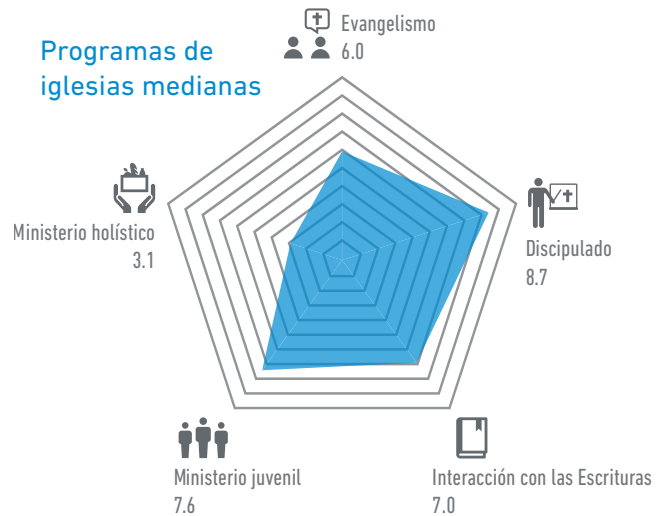 Programas de
iglesias medianas
Evangelismo
6.0
Discipulado
8.7
Interacción con las Escrituras
7.0
Ministerio juvenil
7.6
Ministerio holístico
3.1